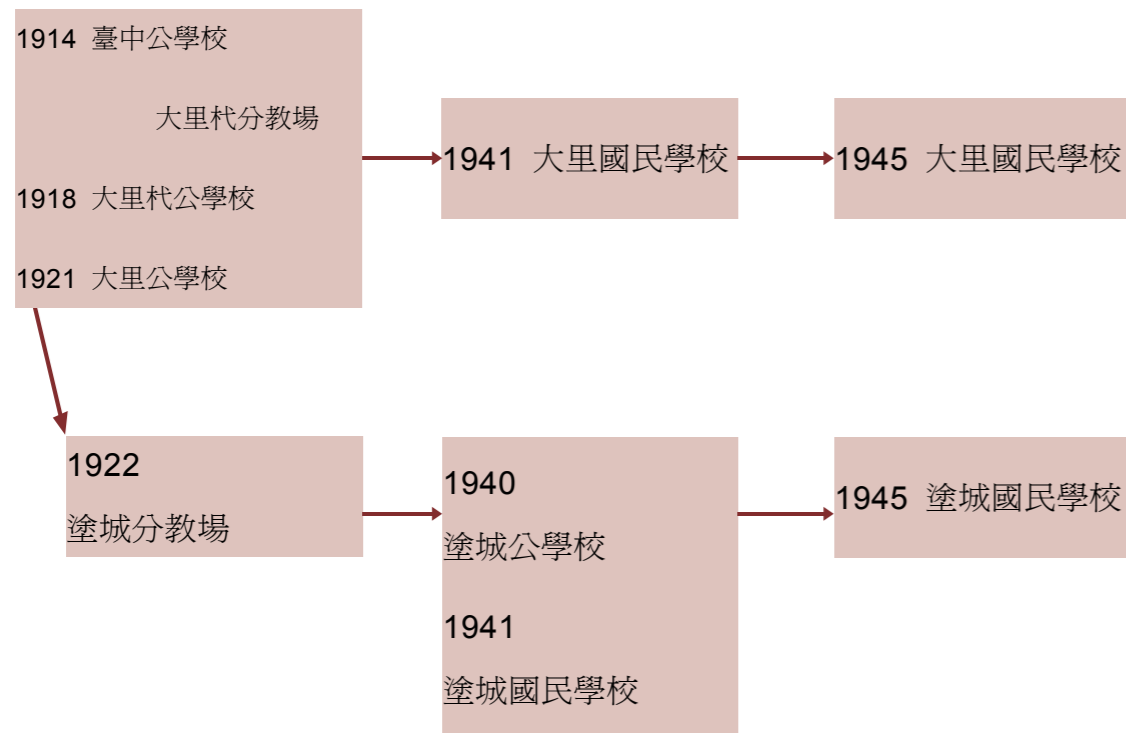 1914 臺中公學校
大里杙分教場
1918 大里杙公學校
1921 大里公學校
1941 大里國民學校
1945 大里國民學校
1922
塗城分教場
1940
塗城公學校
1941
塗城國民學校
1945 塗城國民學校